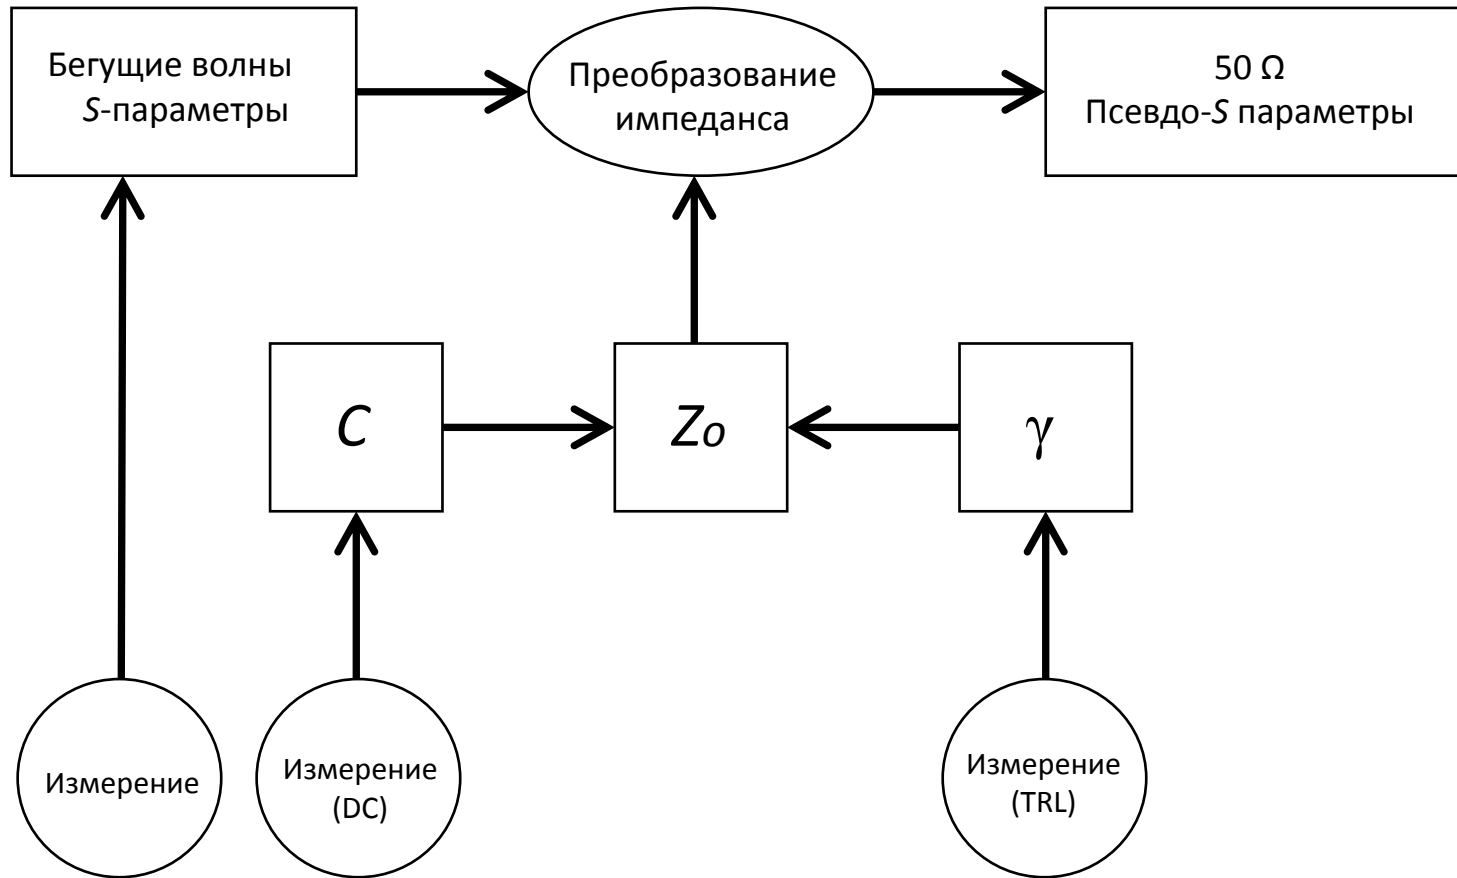 Бегущие волны
S-параметры
Преобразование
импеданса
50 Ω
Псевдо-S параметры
C
Zo
γ
Измерение
Измерение
(DC)
Измерение
(TRL)